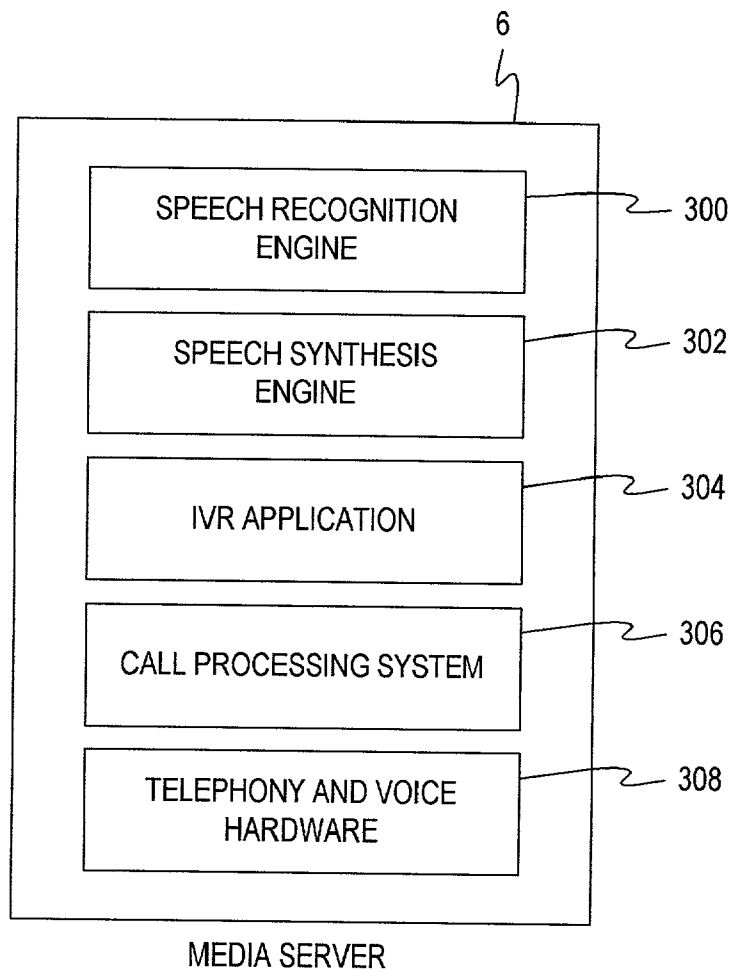 6
SPEECH RECOGNITION
ENGINE
300
SPEECH SYNTHESIS
ENGINE
302
IVR APPLICATION
304
CALL PROCESSING SYSTEM
306
TELEPHONY AND VOICE
HARDWARE
308
MEDIA SERVER